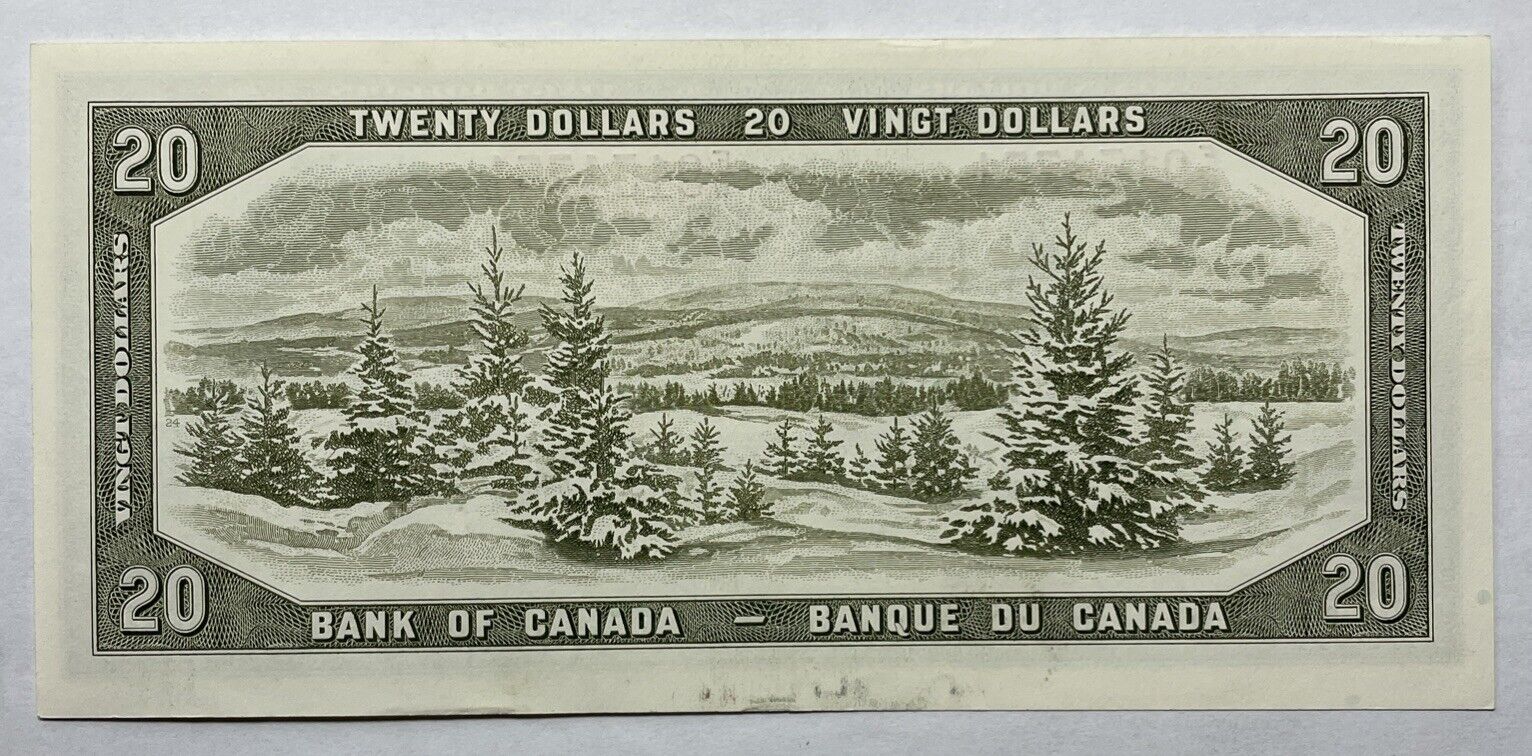 TWENTY DOLLARS 20 VINGT DOLLARS
20
20
VINGT DOLLARS
TWENTY DOLLARS
24
20
20
BANK OF CANADA — BANQUE DU CANADA